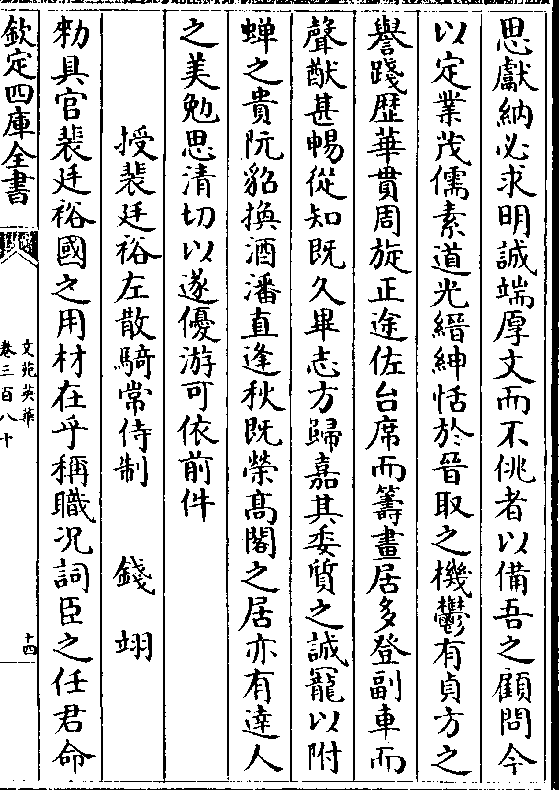 思獻納必求明誠端厚文而不佻者以備吾之顧問今
以定業茂儒素道光縉紳恬於晉取之機鬱有貞方之
譽踐歷華貫周旋正途佐台席而籌畫居多登副車而
聲猷甚暢從知既久畢志方歸嘉其委質之誠寵以附
蟬之貴阮貂換酒潘直逢秋既榮髙閣之居亦有達人
之美勉思清切以遂優游可依前件
授裴廷裕左散騎常侍制 錢翊
勑具官裴廷裕國之用材在乎稱職况詞臣之任君命
欽定四庫全書
文苑英華
卷三百八十
十四